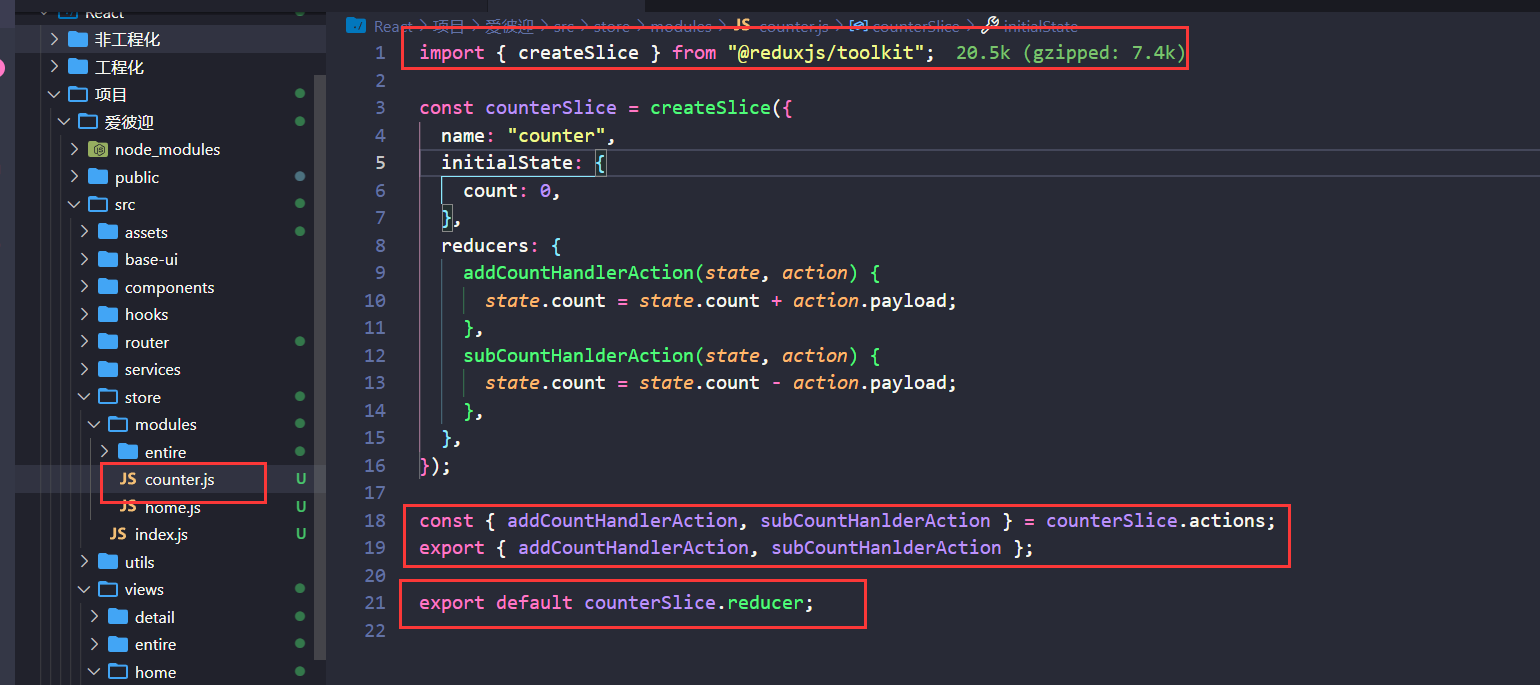 React
非工程化
工程化
项目
爱彼迎
node_modules
public
src
assets
base-ui
components
hooks
router
services
store
modules
entire
JS counter.js U
JS home.js U
JS index.js U
utils
views
detail
entire
home
React > 项目 > 爱彼迎 > src > store > modules > JS counter.js > counterSlice > initialState
1 import { createSlice } from "@reduxjs/toolkit"; 20.5k (gzipped: 7.4k)
2
3 const counterSlice = createSlice({
4 name: "counter",
5 initialState: {
6 count: 0,
7 },
8 reducers: {
9 addCountHandlerAction(state, action) {
10 state.count = state.count + action.payload;
11 },
12 subCountHanlderAction(state, action) {
13 state.count = state.count - action.payload;
14 },
15 },
16 });
17
18 const { addCountHandlerAction, subCountHanlderAction } = counterSlice.actions;
19 export { addCountHandlerAction, subCountHanlderAction };
20
21 export default counterSlice.reducer;
22